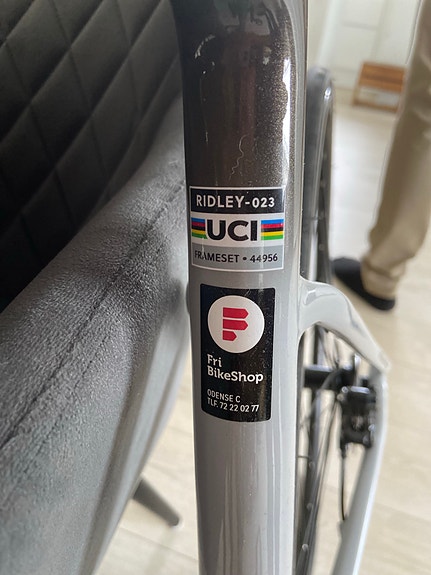 RIDLEY-023
UCI
FRAMESET • 44956
Fri
BikeShop
ODENSE C
TLF. 72 22 02 77